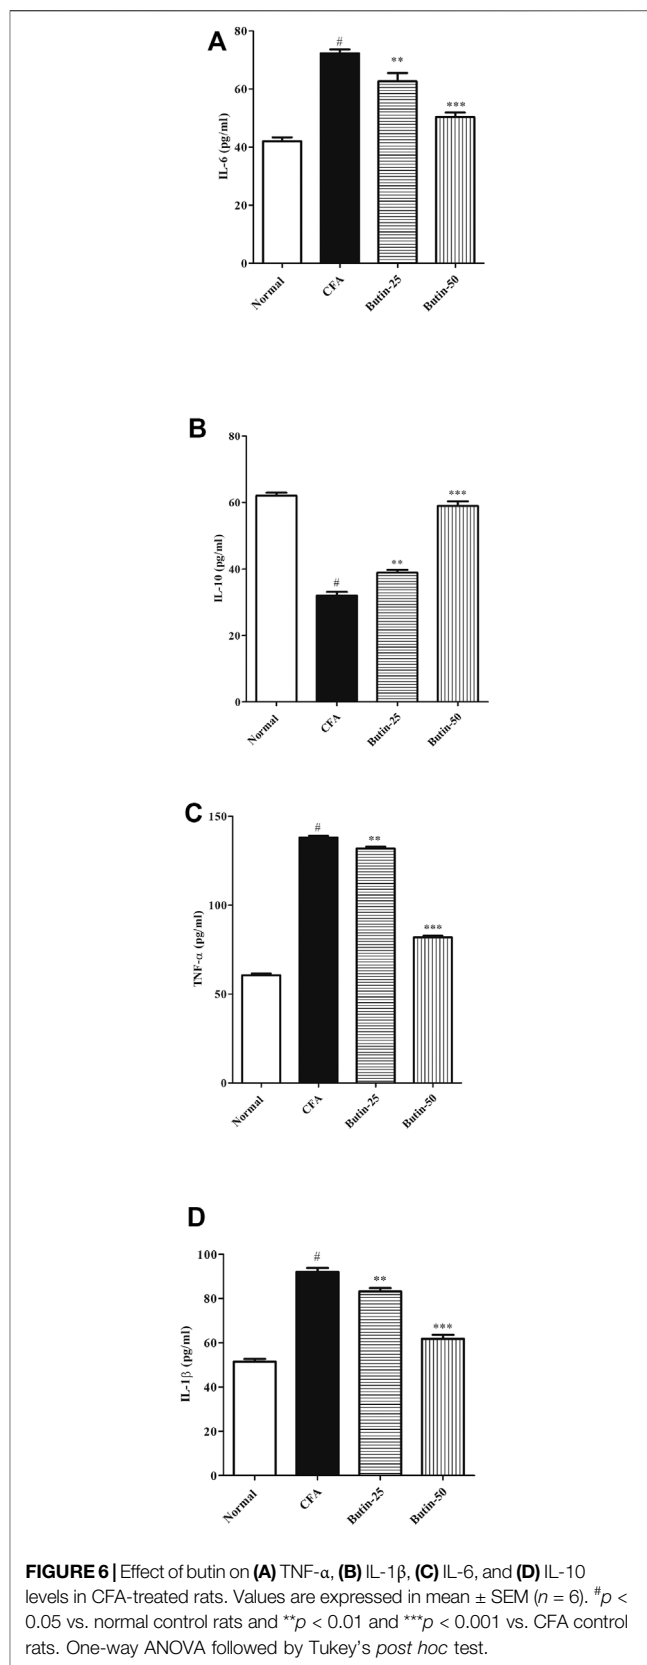 A
IL-6 (pg/ml)
80
60
40
20
0
#
**
***
Normal
CFA
Butin-25
Butin-50
B
IL-10 (pg/ml)
80
60
40
20
0
#
**
***
Normal
CFA
Butin-25
Butin-50
C
TNF-α (pg/ml)
150
100
50
0
#
**
***
Normal
CFA
Butin-25
Butin-50
D
IL-1β (pg/ml)
100
80
60
40
20
0
#
**
***
Normal
CFA
Butin-25
Butin-50
FIGURE 6 | Effect of butin on (A) TNF-α, (B) IL-1β, (C) IL-6, and (D) IL-10
levels in CFA-treated rats. Values are expressed in mean ± SEM (n = 6). #p <
0.05 vs. normal control rats and **p < 0.01 and ***p < 0.001 vs. CFA control
rats. One-way ANOVA followed by Tukey's post hoc test.